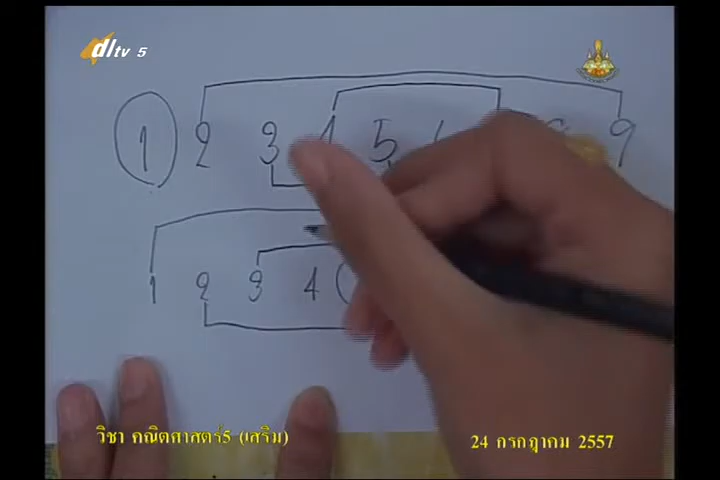 dltv 5
1 2 3 4 5 9
1 2 3 4
วิชา คณิตศาสตร์5 (เสริม)
24 กรกฎาคม 2557